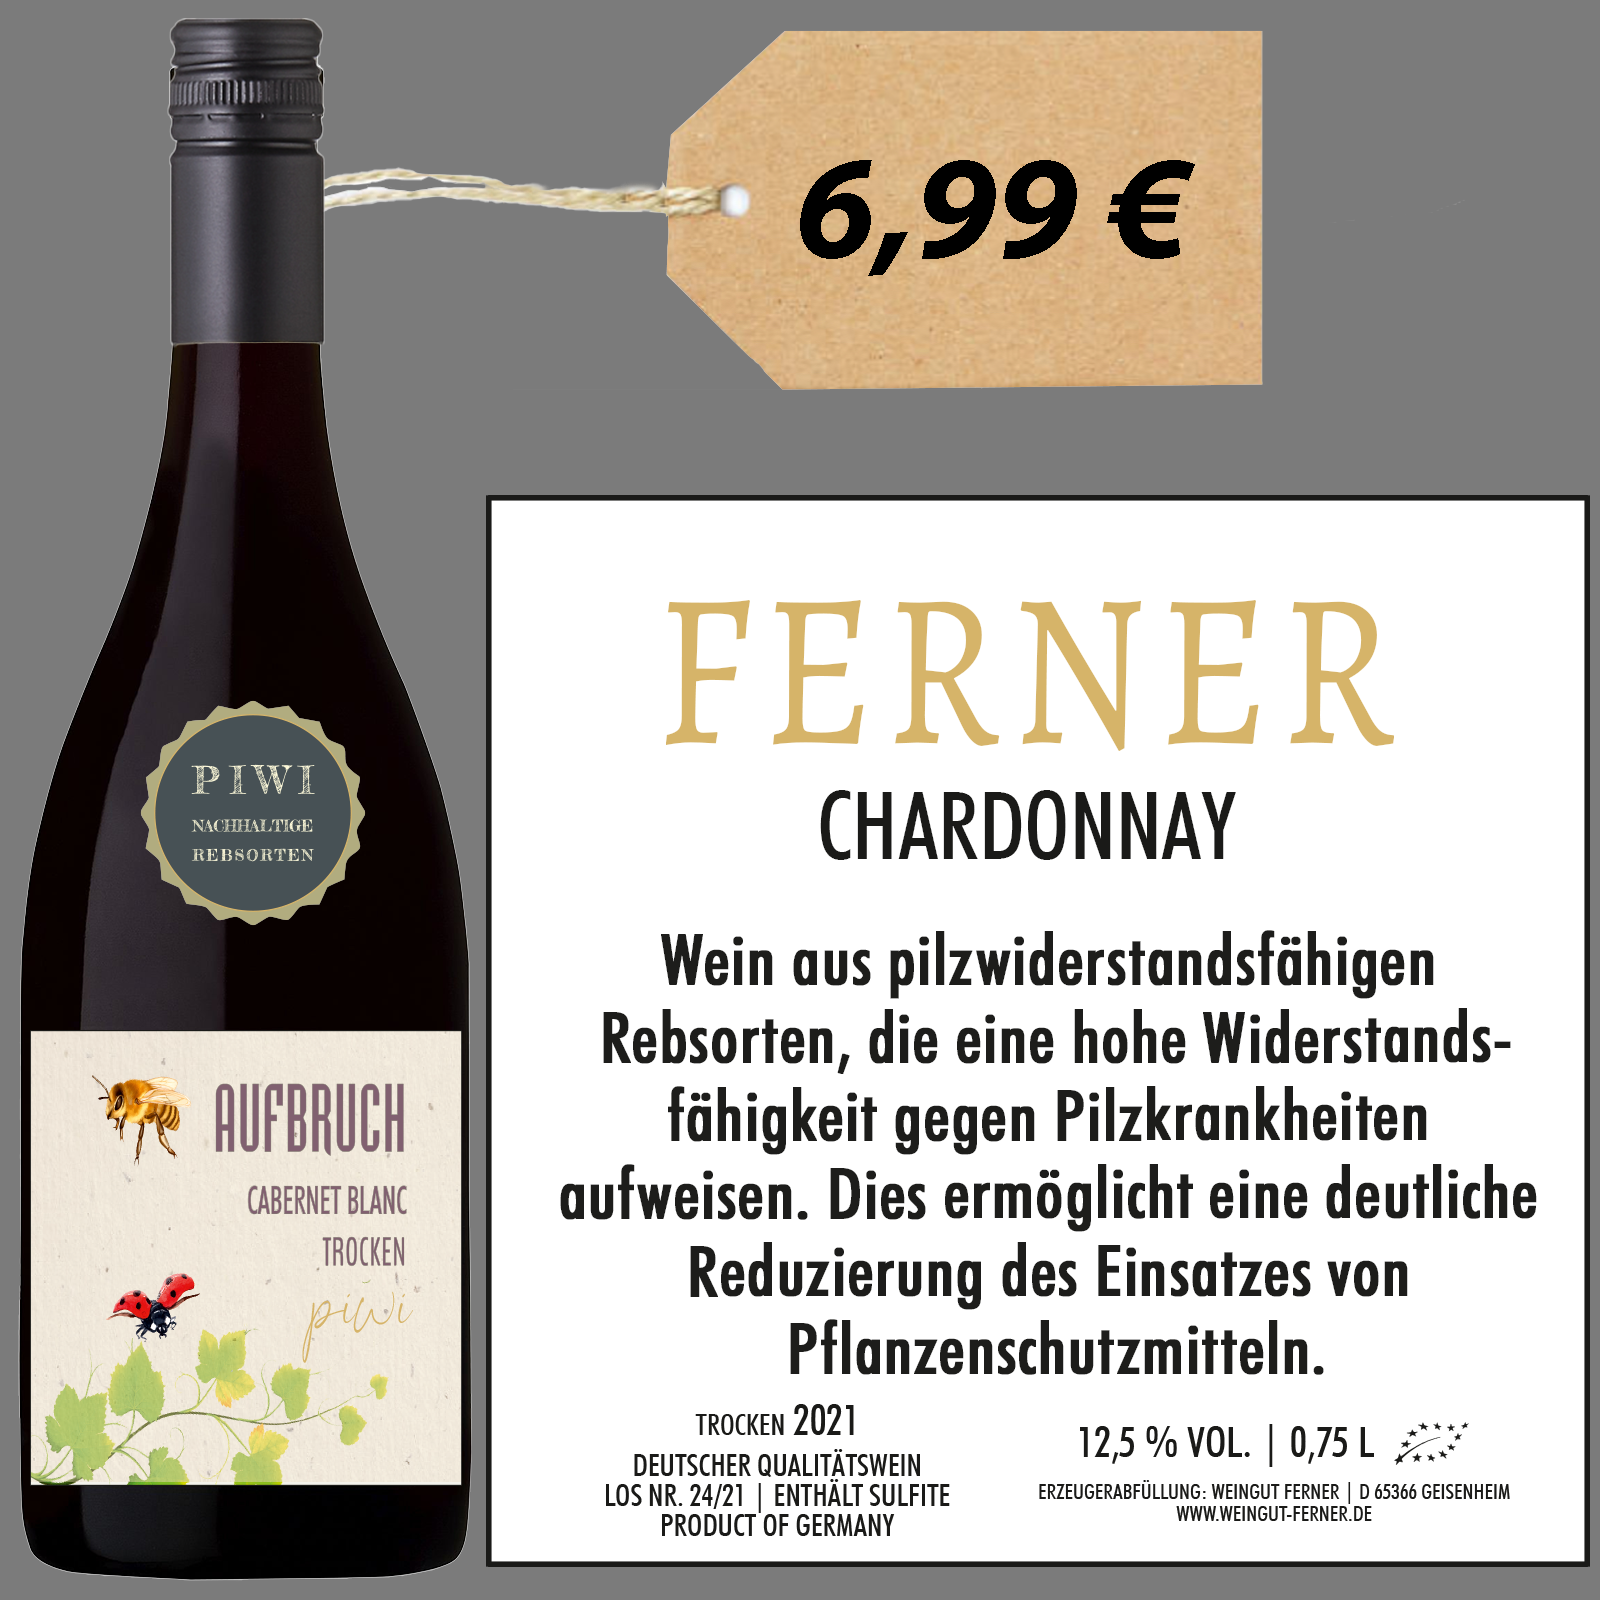 6,99 €
PIWI
NACHHALTIGE
REBSORTEN
AUFBRUCH
CABERNET BLANC
TROCKEN
piwi
FERNER
CHARDONNAY
Wein aus pilzwiderstandsfähigen
Rebsorten, die eine hohe Widerstands-
fähigkeit gegen Pilzkrankheiten
aufweisen. Dies ermöglicht eine deutliche
Reduzierung des Einsatzes von
Pflanzenschutzmitteln.
TROCKEN 2021
DEUTSCHER QUALITÄTSWEIN
LOS NR. 24/21 | ENTHÄLT SULFITE
PRODUCT OF GERMANY
12,5 % VOL. | 0,75 L
ERZEUGERABFÜLLUNG: WEINGUT FERNER | D 65366 GEISENHEIM
WWW.WEINGUT-FERNER.DE